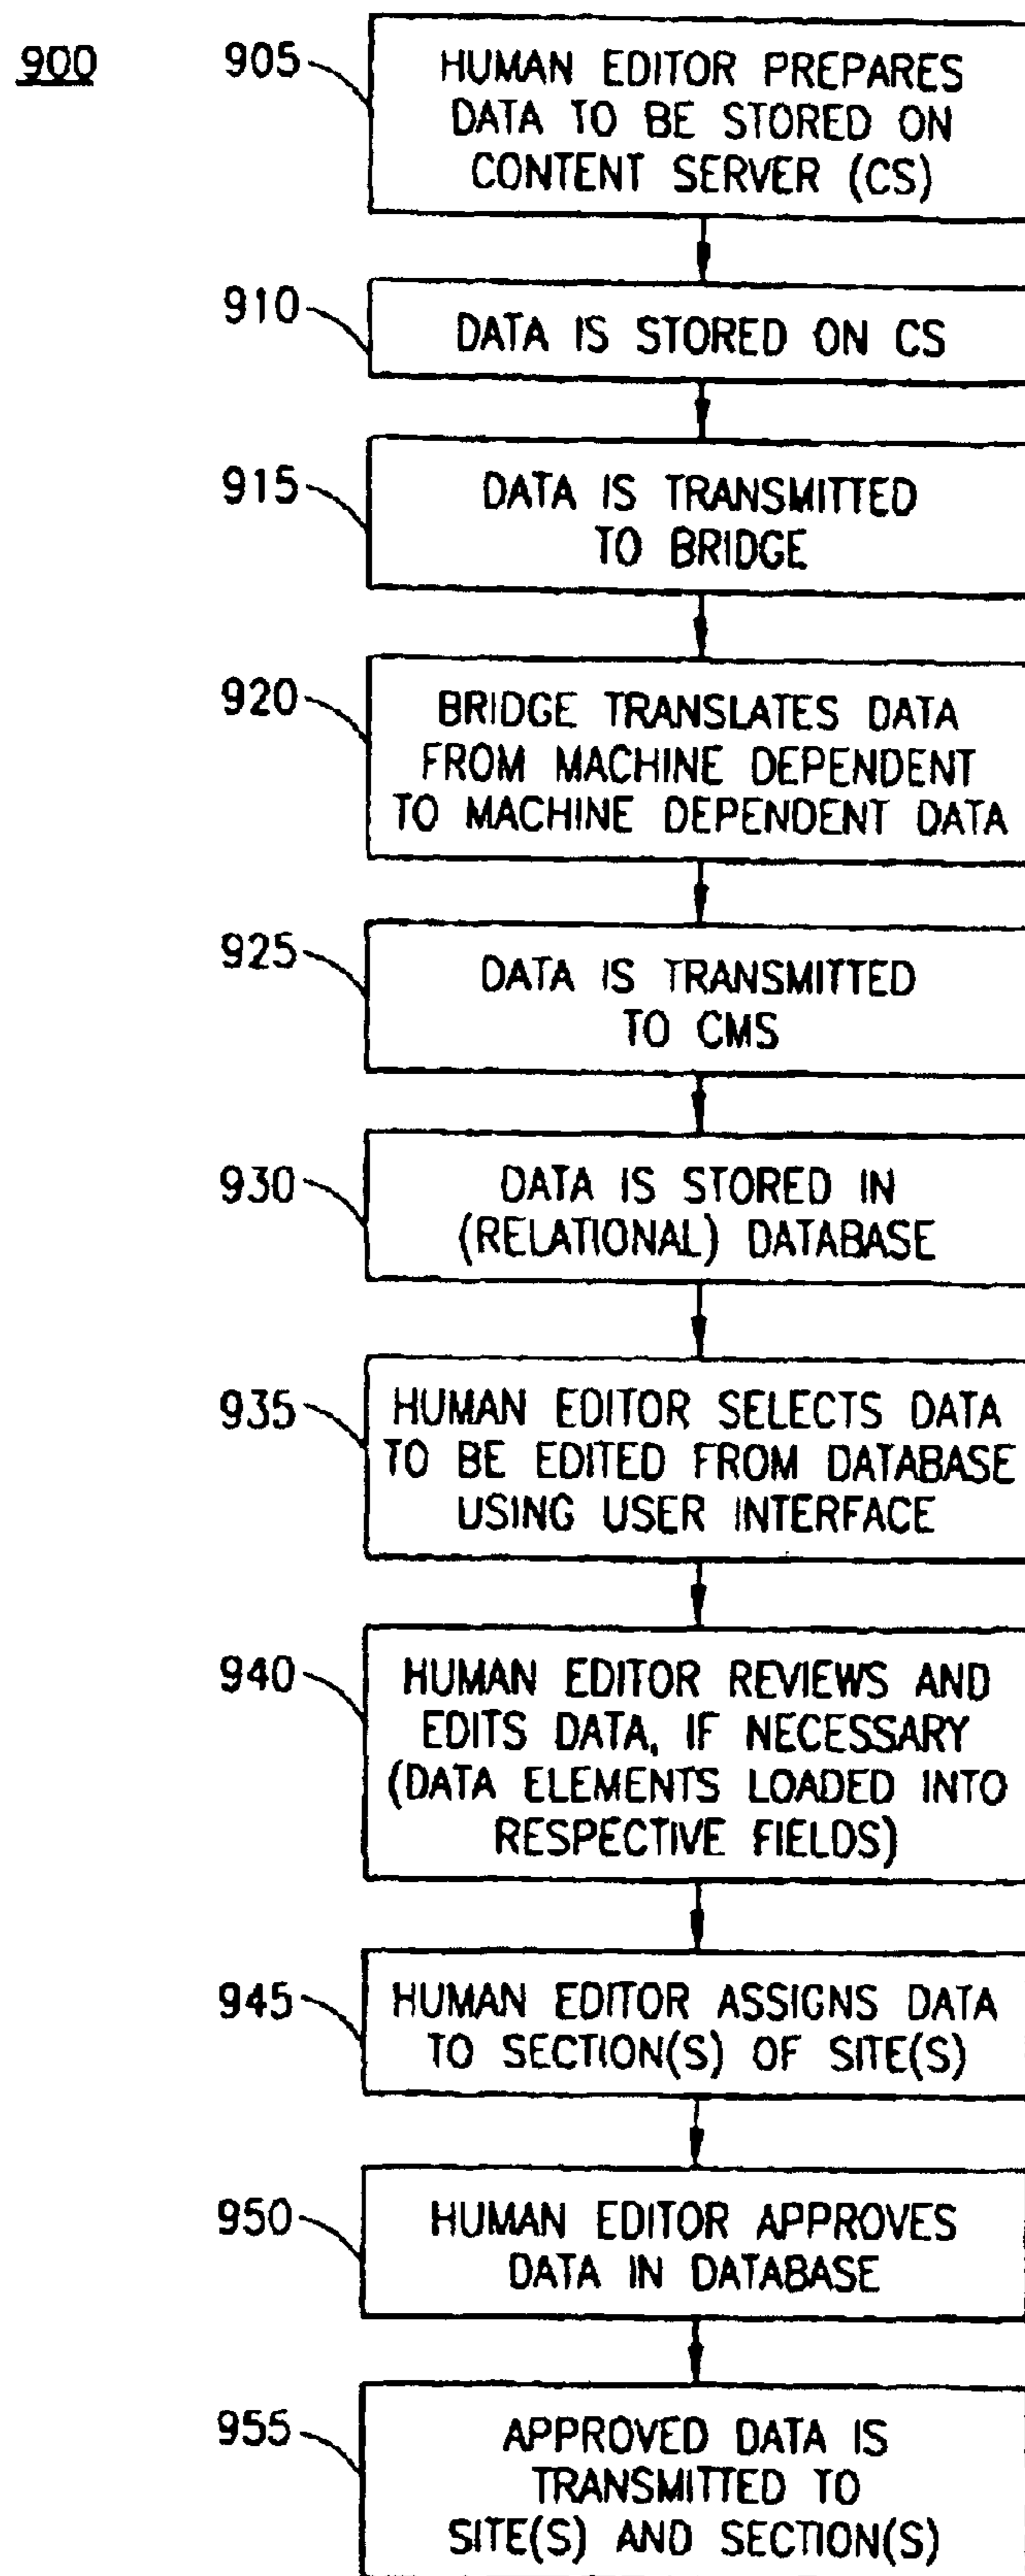 900
905
HUMAN EDITOR PREPARES
DATA TO BE STORED ON
CONTENT SERVER (CS)
910
DATA IS STORED ON CS
915
DATA IS TRANSMITTED
TO BRIDGE
920
BRIDGE TRANSLATES DATA
FROM MACHINE DEPENDENT
TO MACHINE DEPENDENT DATA
925
DATA IS TRANSMITTED
TO CMS
930
DATA IS STORED IN
(RELATIONAL) DATABASE
935
HUMAN EDITOR SELECTS DATA
TO BE EDITED FROM DATABASE
USING USER INTERFACE
940
HUMAN EDITOR REVIEWS AND
EDITS DATA, IF NECESSARY
(DATA ELEMENTS LOADED INTO
RESPECTIVE FIELDS)
945
HUMAN EDITOR ASSIGNS DATA
TO SECTION(S) OF SITE(S)
950
HUMAN EDITOR APPROVES
DATA IN DATABASE
955
APPROVED DATA IS
TRANSMITTED TO
SITE(S) AND SECTION(S)